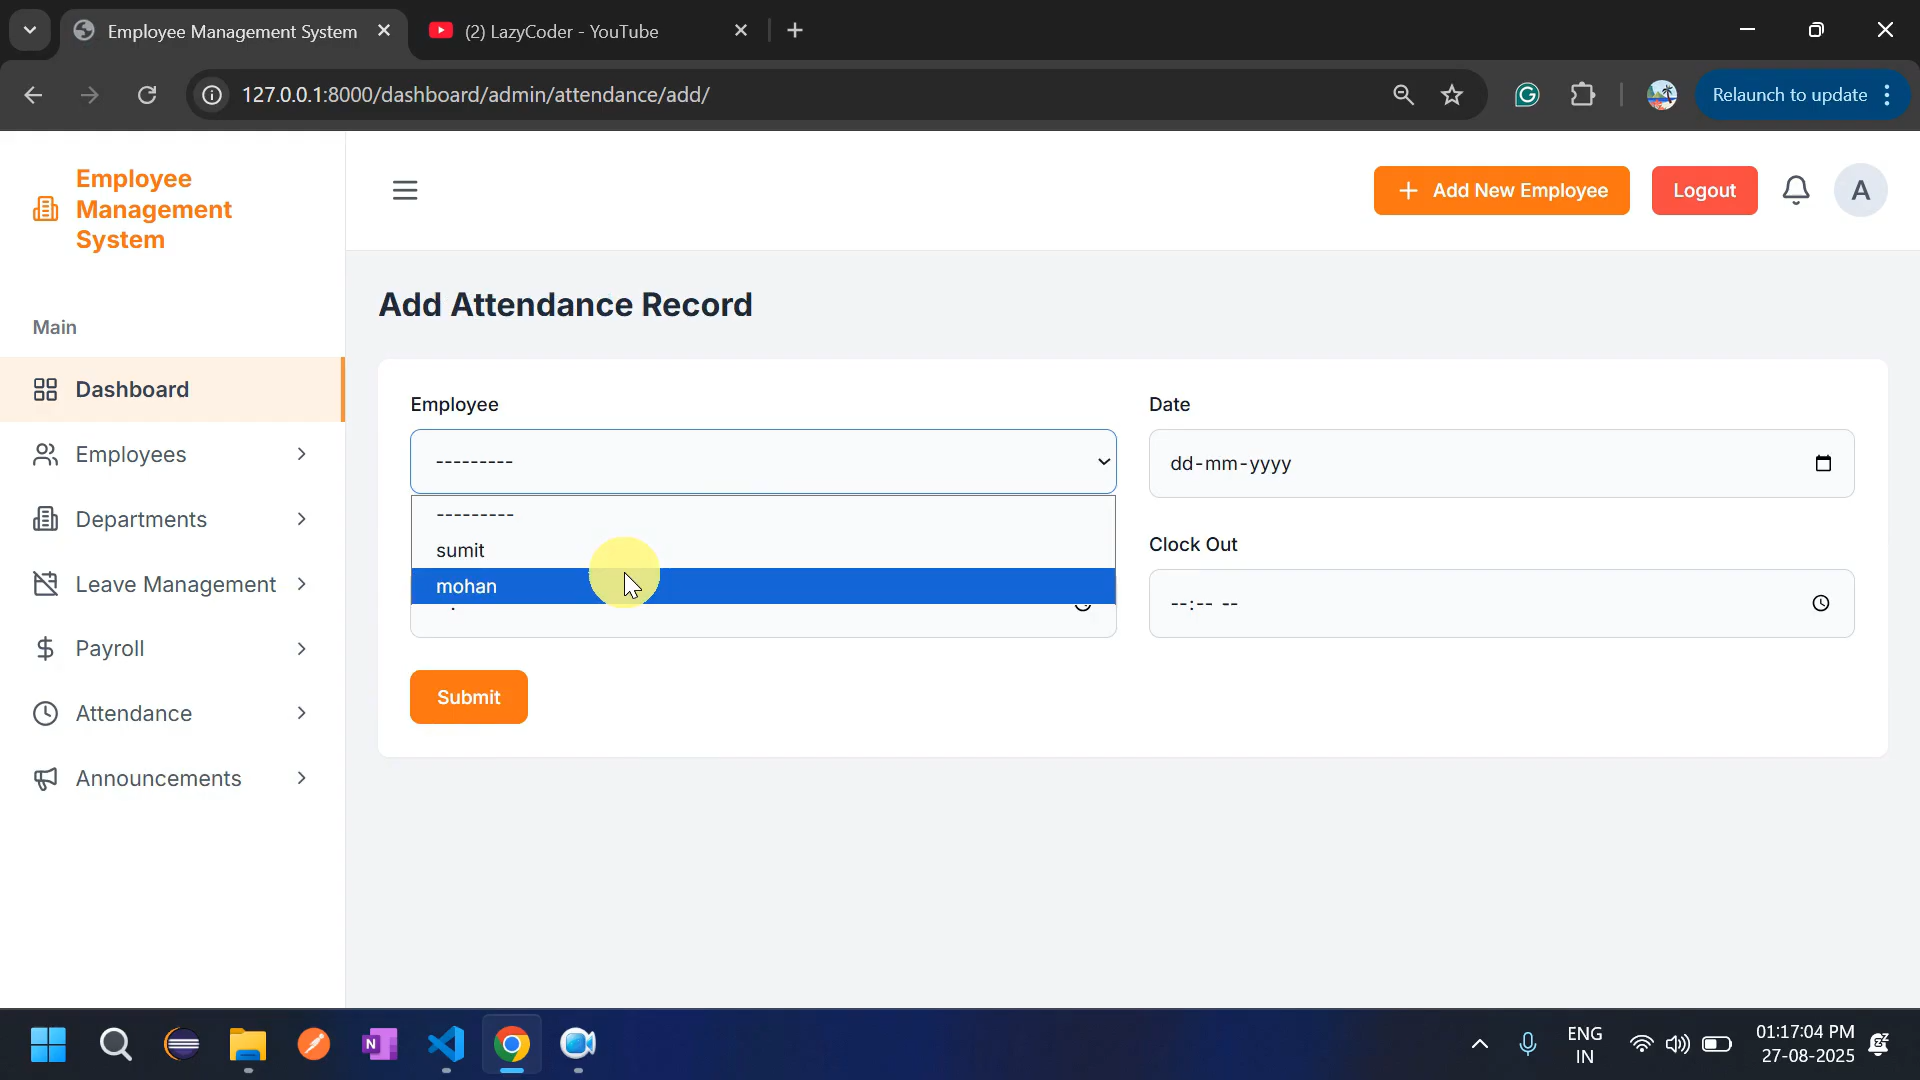 Employee Management System
(2) LazyCoder - YouTube
127.0.0.1:8000/dashboard/admin/attendance/add/
Relaunch to update
Employee
Management
System
Add New Employee
Logout
A
Main
Dashboard
Employees
Departments
Leave Management
Payroll
Attendance
Announcements
Add Attendance Record
Employee
Date
---------
dd-mm-yyyy
---------
sumit
mohan
Clock Out
--:-- --
Submit
N
ENG
IN
01:17:04 PM
27-08-2025